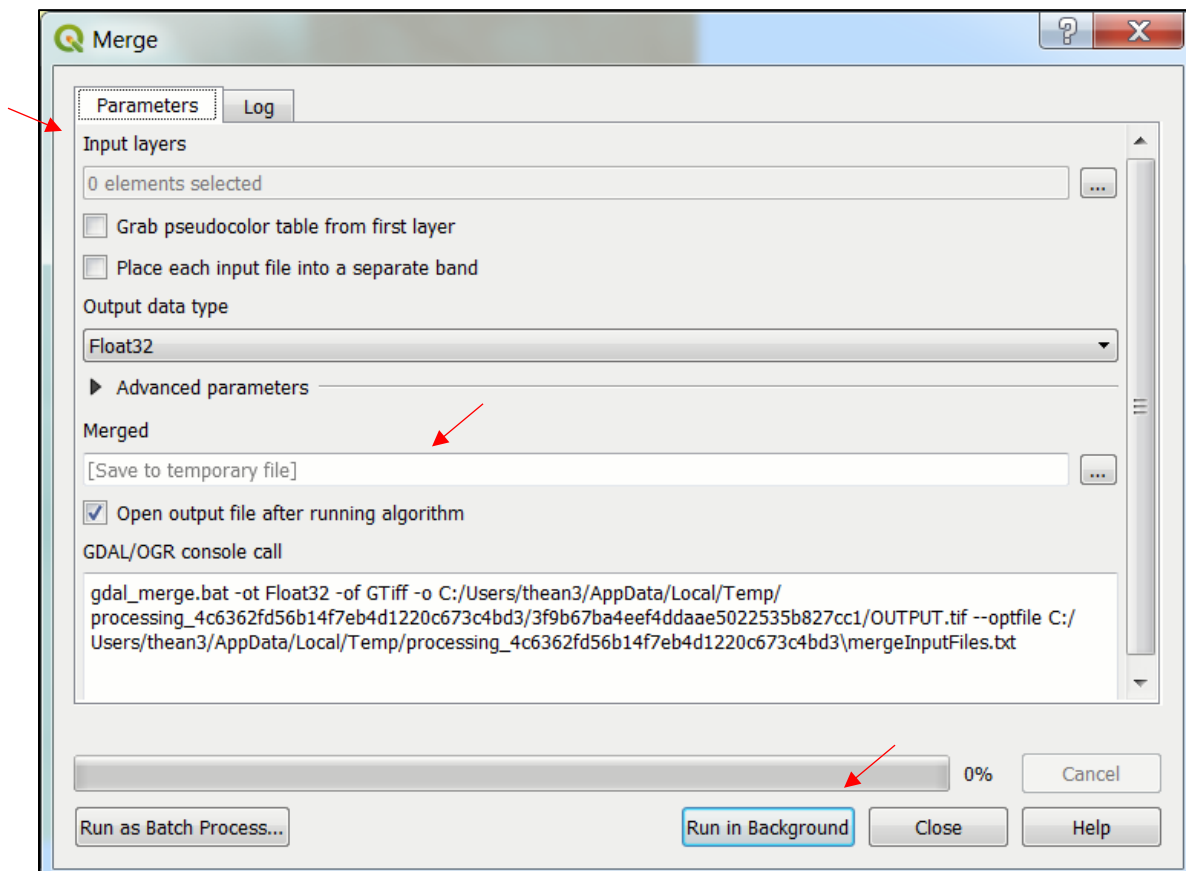 Merge
Parameters
Log
Input layers
0 elements selected
...
Grab pseudocolor table from first layer
Place each input file into a separate band
Output data type
Float32
Advanced parameters
Merged
[Save to temporary file]
...
Open output file after running algorithm
GDAL/OGR console call
gdal_merge.bat -ot Float32 -of GTiff -o C:/Users/thean3/AppData/Local/Temp/
processing_4c6362fd56b14f7eb4d1220c673c4bd3/3f9b67ba4eef4ddaae5022535b827cc1/OUTPUT.tif --optfile C:/
Users/thean3/AppData/Local/Temp/processing_4c6362fd56b14f7eb4d1220c673c4bd3\mergeInputFiles.txt
0%
Cancel
Run as Batch Process...
Run in Background
Close
Help